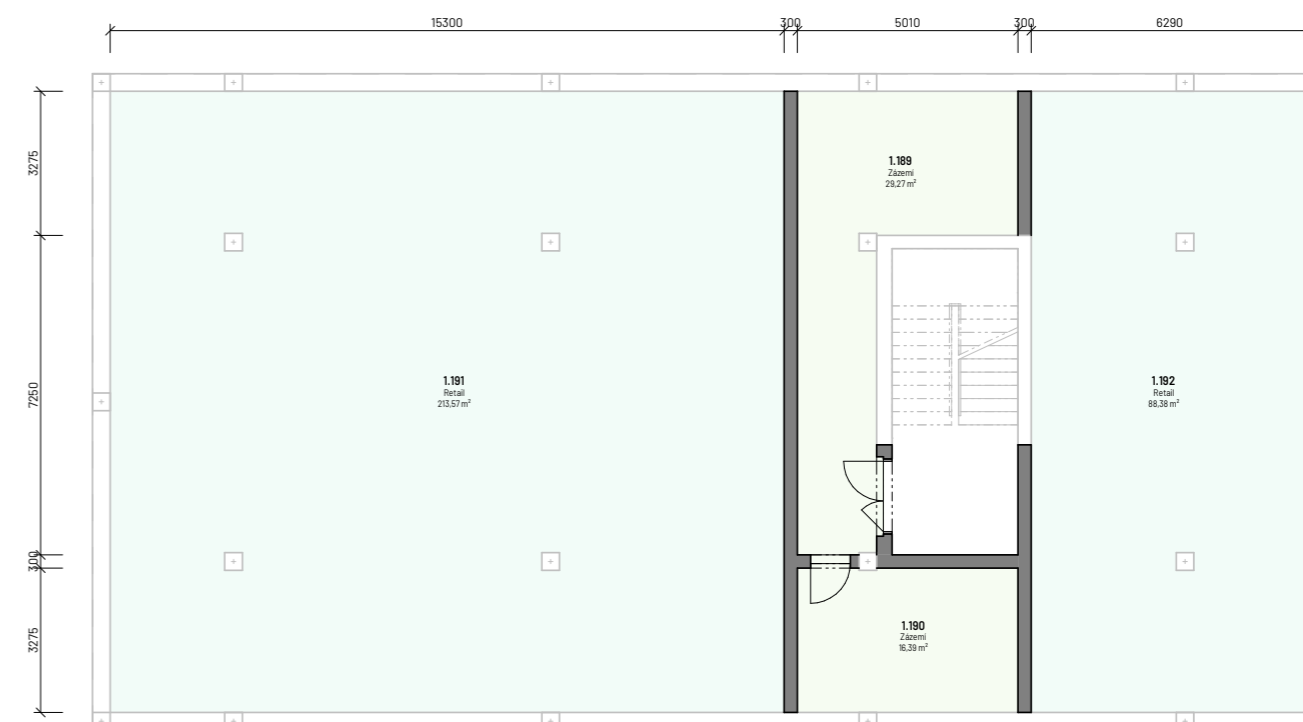 15300
300
5010
300
6290
3275
7250
300
3275
1.189
Zázemí
29,27 m²
1.191
Retail
213,57 m²
1.192
Retail
88,38 m²
1.190
Zázemí
16,39 m²